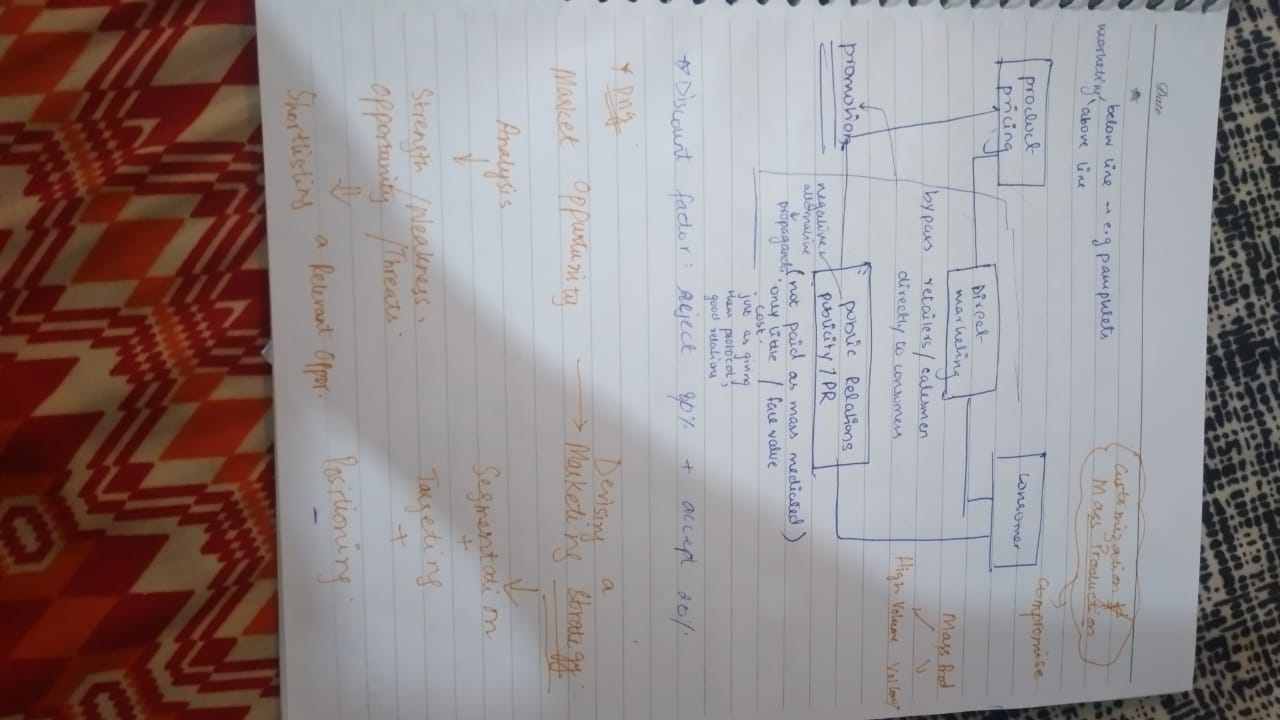 Date
below line → e.g pamphlets
marketing
above line
Customization &
Mass Production
Compromise
product
pricing
Consumer
Direct
marketing
Mass Prod
High Volume
bypass retailers / salesmen
directly to consumers
promotion
public Relations
publicity / PR
negative
alternative
propaganda
(not paid as mass mediated)
only little / face value
cost.
just as giving
them protocol,
good relations
* Discount factor: reject 80% + accept 20%
* png
Market Oppurtunity → Devising a
Marketing Strategy
Analysis
↓
Strength / Weakness,
Opportunity / Threats.
⇓
Shortlisting a Relevant Oppor.
↓
Segmentation
+
Targeting
+
Positioning